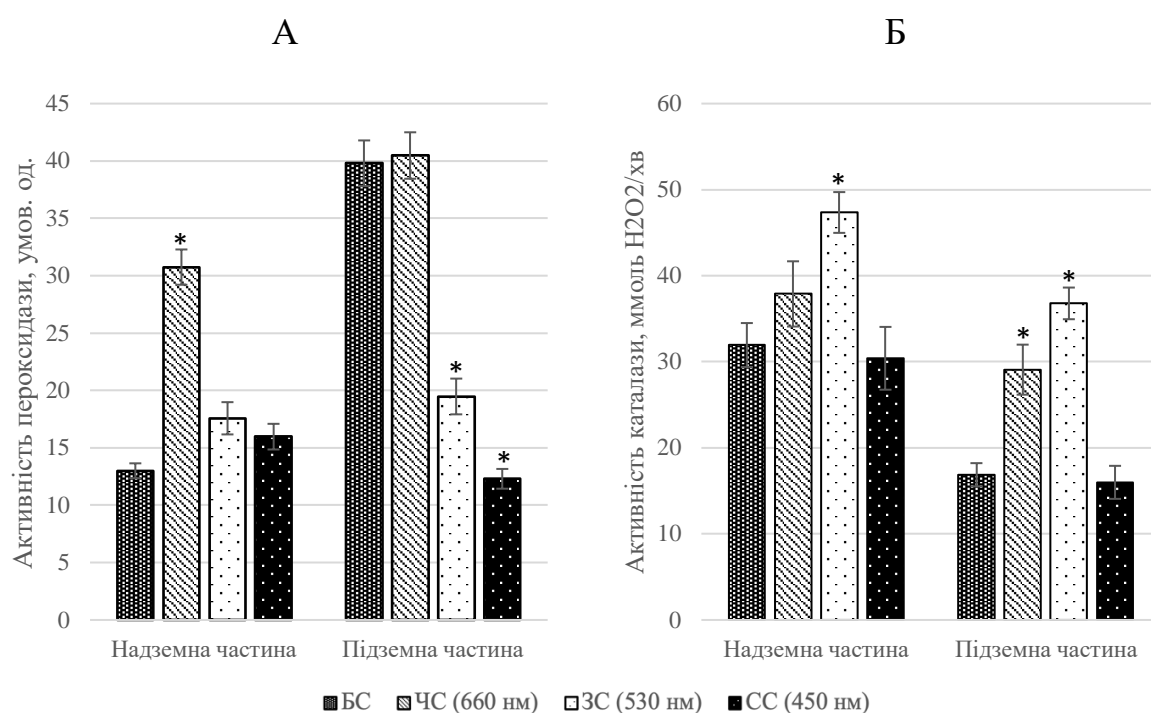 А
Б
Активність пероксидази, умов. од.
45
40
35
30
25
20
15
10
5
0
*
*
*
Надземна частина
Підземна частина
Активність каталази, ммоль H2O2/хв
60
50
40
30
20
10
0
*
*
*
Надземна частина
Підземна частина
БС ЧС (660 нм) ЗС (530 нм) СС (450 нм)